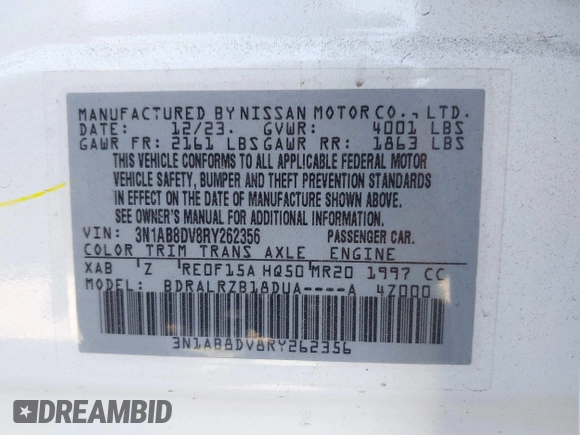 MANUFACTURED BY NISSAN MOTOR CO., LTD.
DATE: 12/23. GVWR: 4001 LBS
GAWR FR: 2161 LBS GAWR RR: 1863 LBS
THIS VEHICLE CONFORMS TO ALL APPLICABLE FEDERAL MOTOR
VEHICLE SAFETY, BUMPER AND THEFT PREVENTION STANDARDS
IN EFFECT ON THE DATE OF MANUFACTURE SHOWN ABOVE.
SEE OWNER'S MANUAL FOR ADDITIONAL INFORMATION
VIN: 3N1AB8DV8RY262356 PASSENGER CAR.
COLOR TRIM TRANS AXLE ENGINE
XAB Z RE0F15A HQ50 MR20 1997 CC
MODEL: BDRALRZB18DUA----A 47000
3N1AB8DV8RY262356
DREAMBID